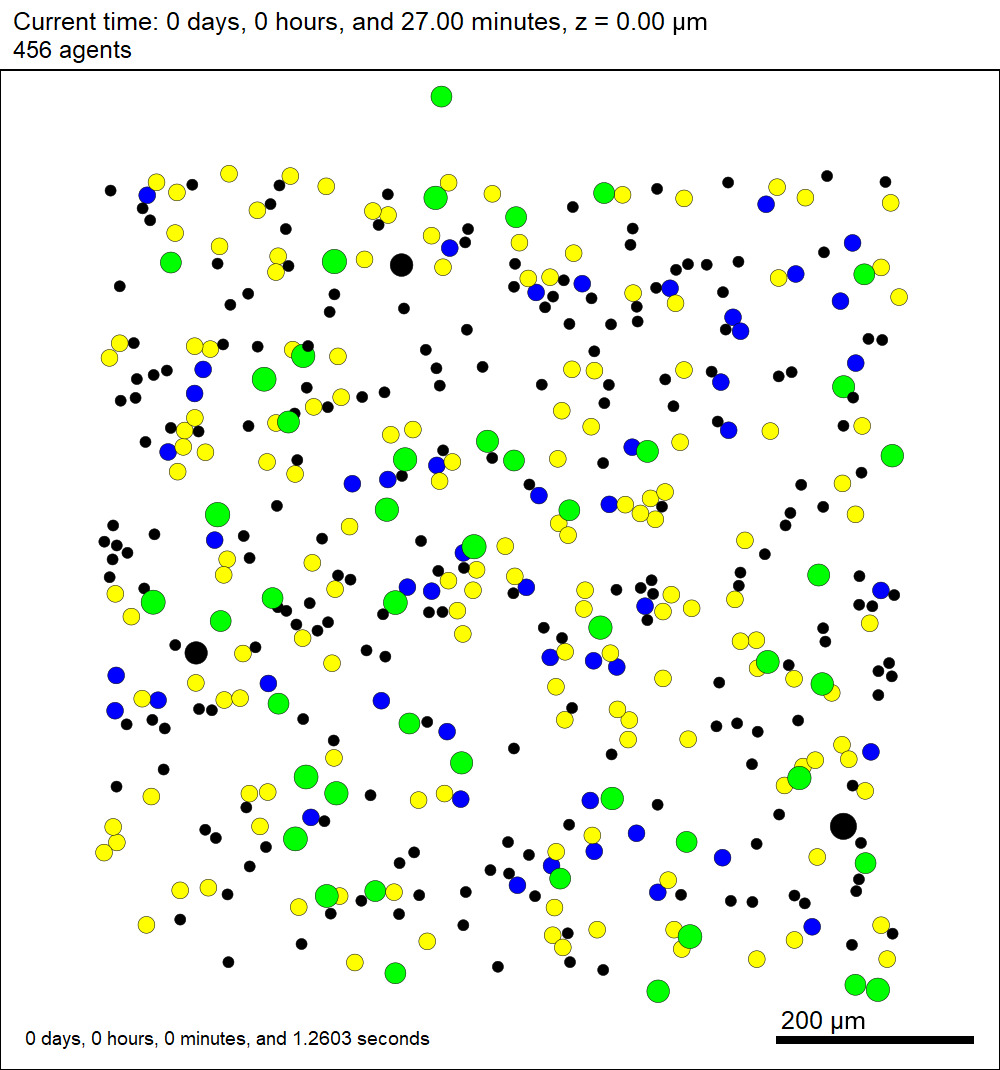 Current time: 0 days, 0 hours, and 27.00 minutes, z = 0.00 µm
456 agents
200 µm
0 days, 0 hours, 0 minutes, and 1.2603 seconds